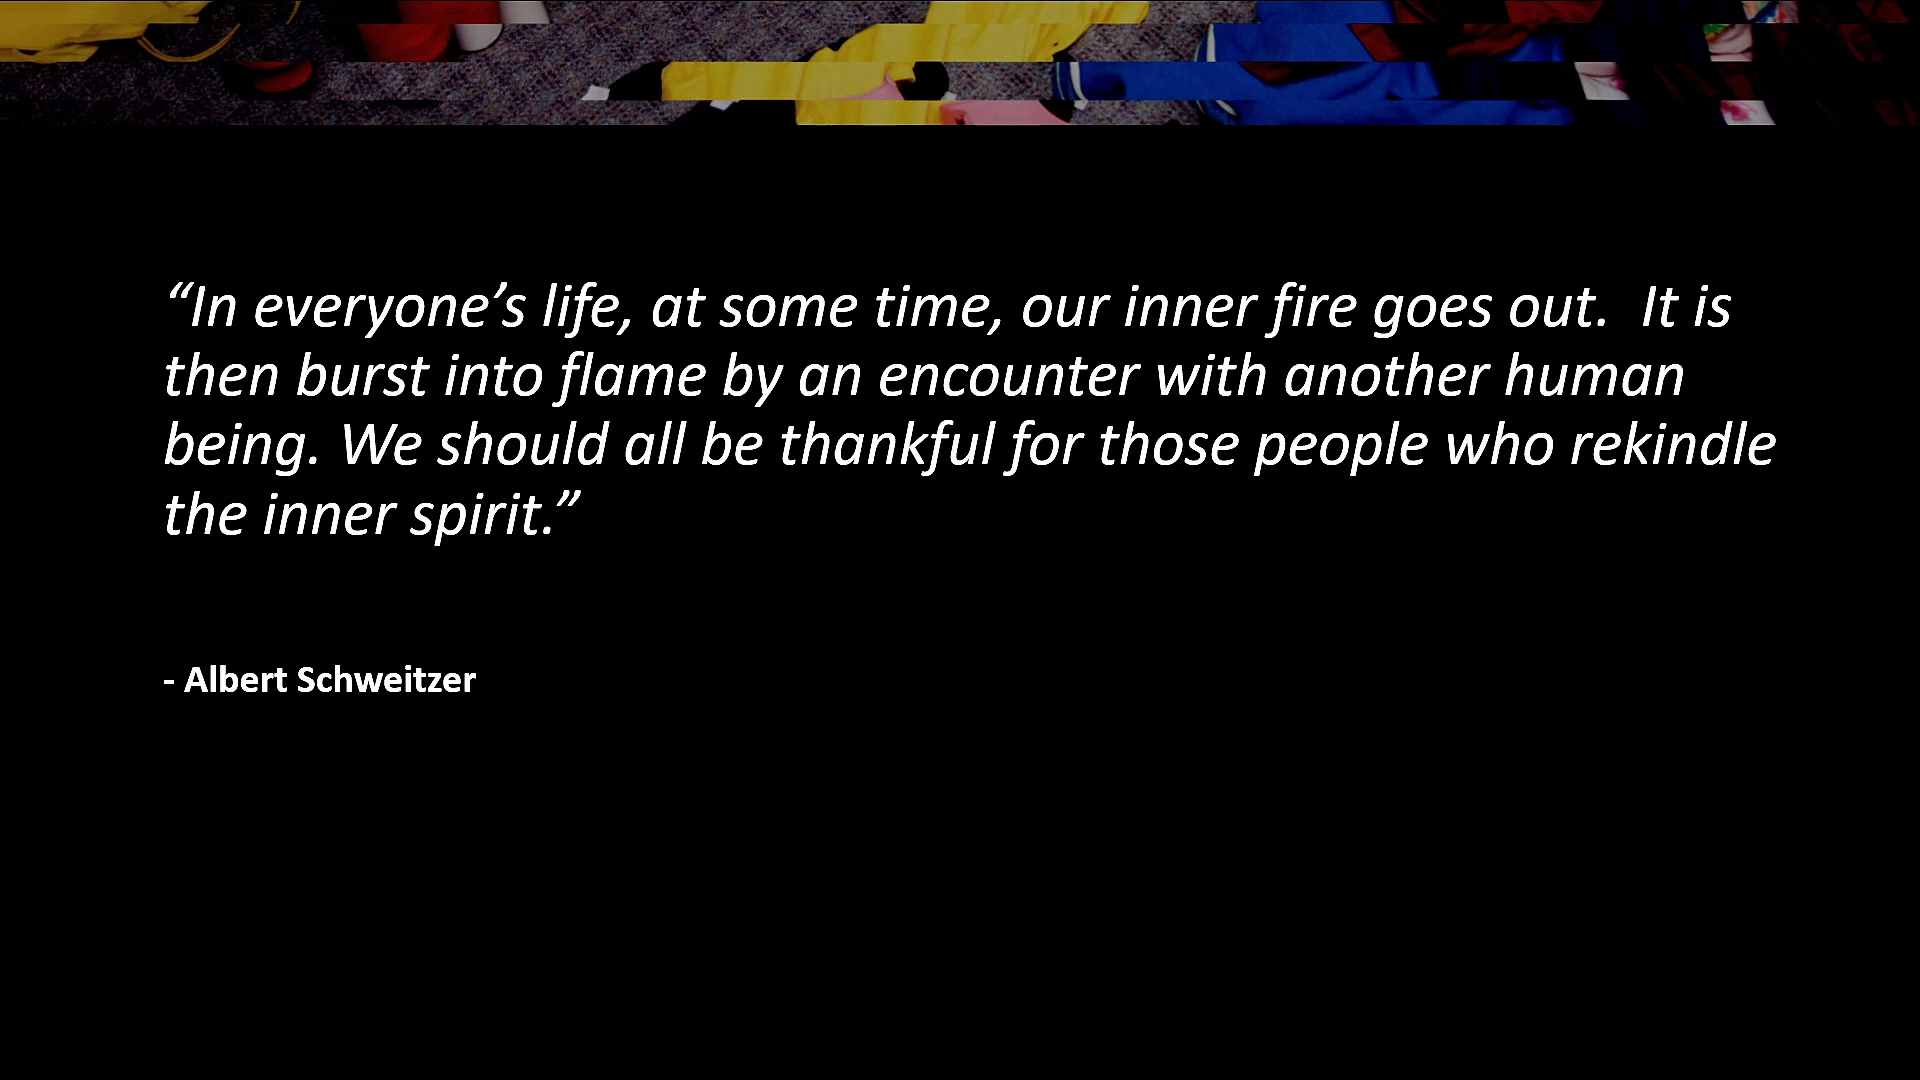 “In everyone’s life, at some time, our inner fire goes out.  It is
then burst into flame by an encounter with another human
being. We should all be thankful for those people who rekindle
the inner spirit.”
- Albert Schweitzer